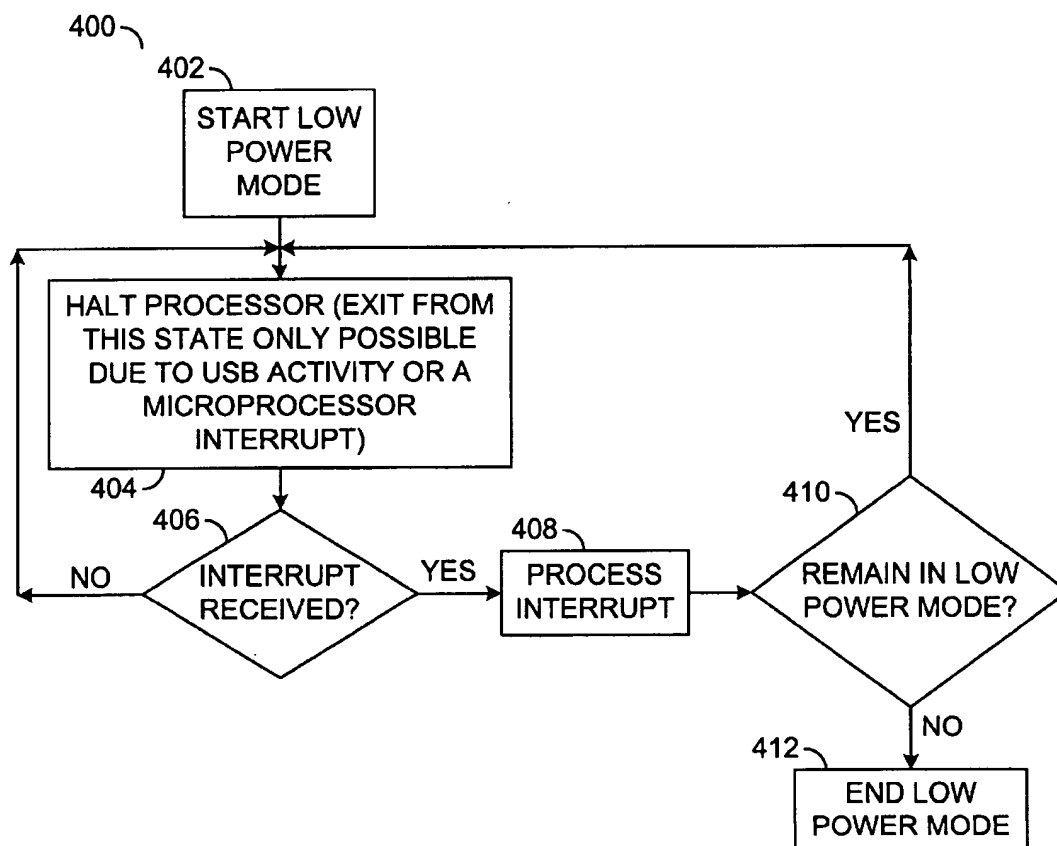 400
402
START LOW
POWER
MODE
HALT PROCESSOR (EXIT FROM
THIS STATE ONLY POSSIBLE
DUE TO USB ACTIVITY OR A
MICROPROCESSOR
INTERRUPT)
404
406
INTERRUPT
RECEIVED?
NO
YES
408
PROCESS
INTERRUPT
410
REMAIN IN LOW
POWER MODE?
YES
NO
412
END LOW
POWER MODE